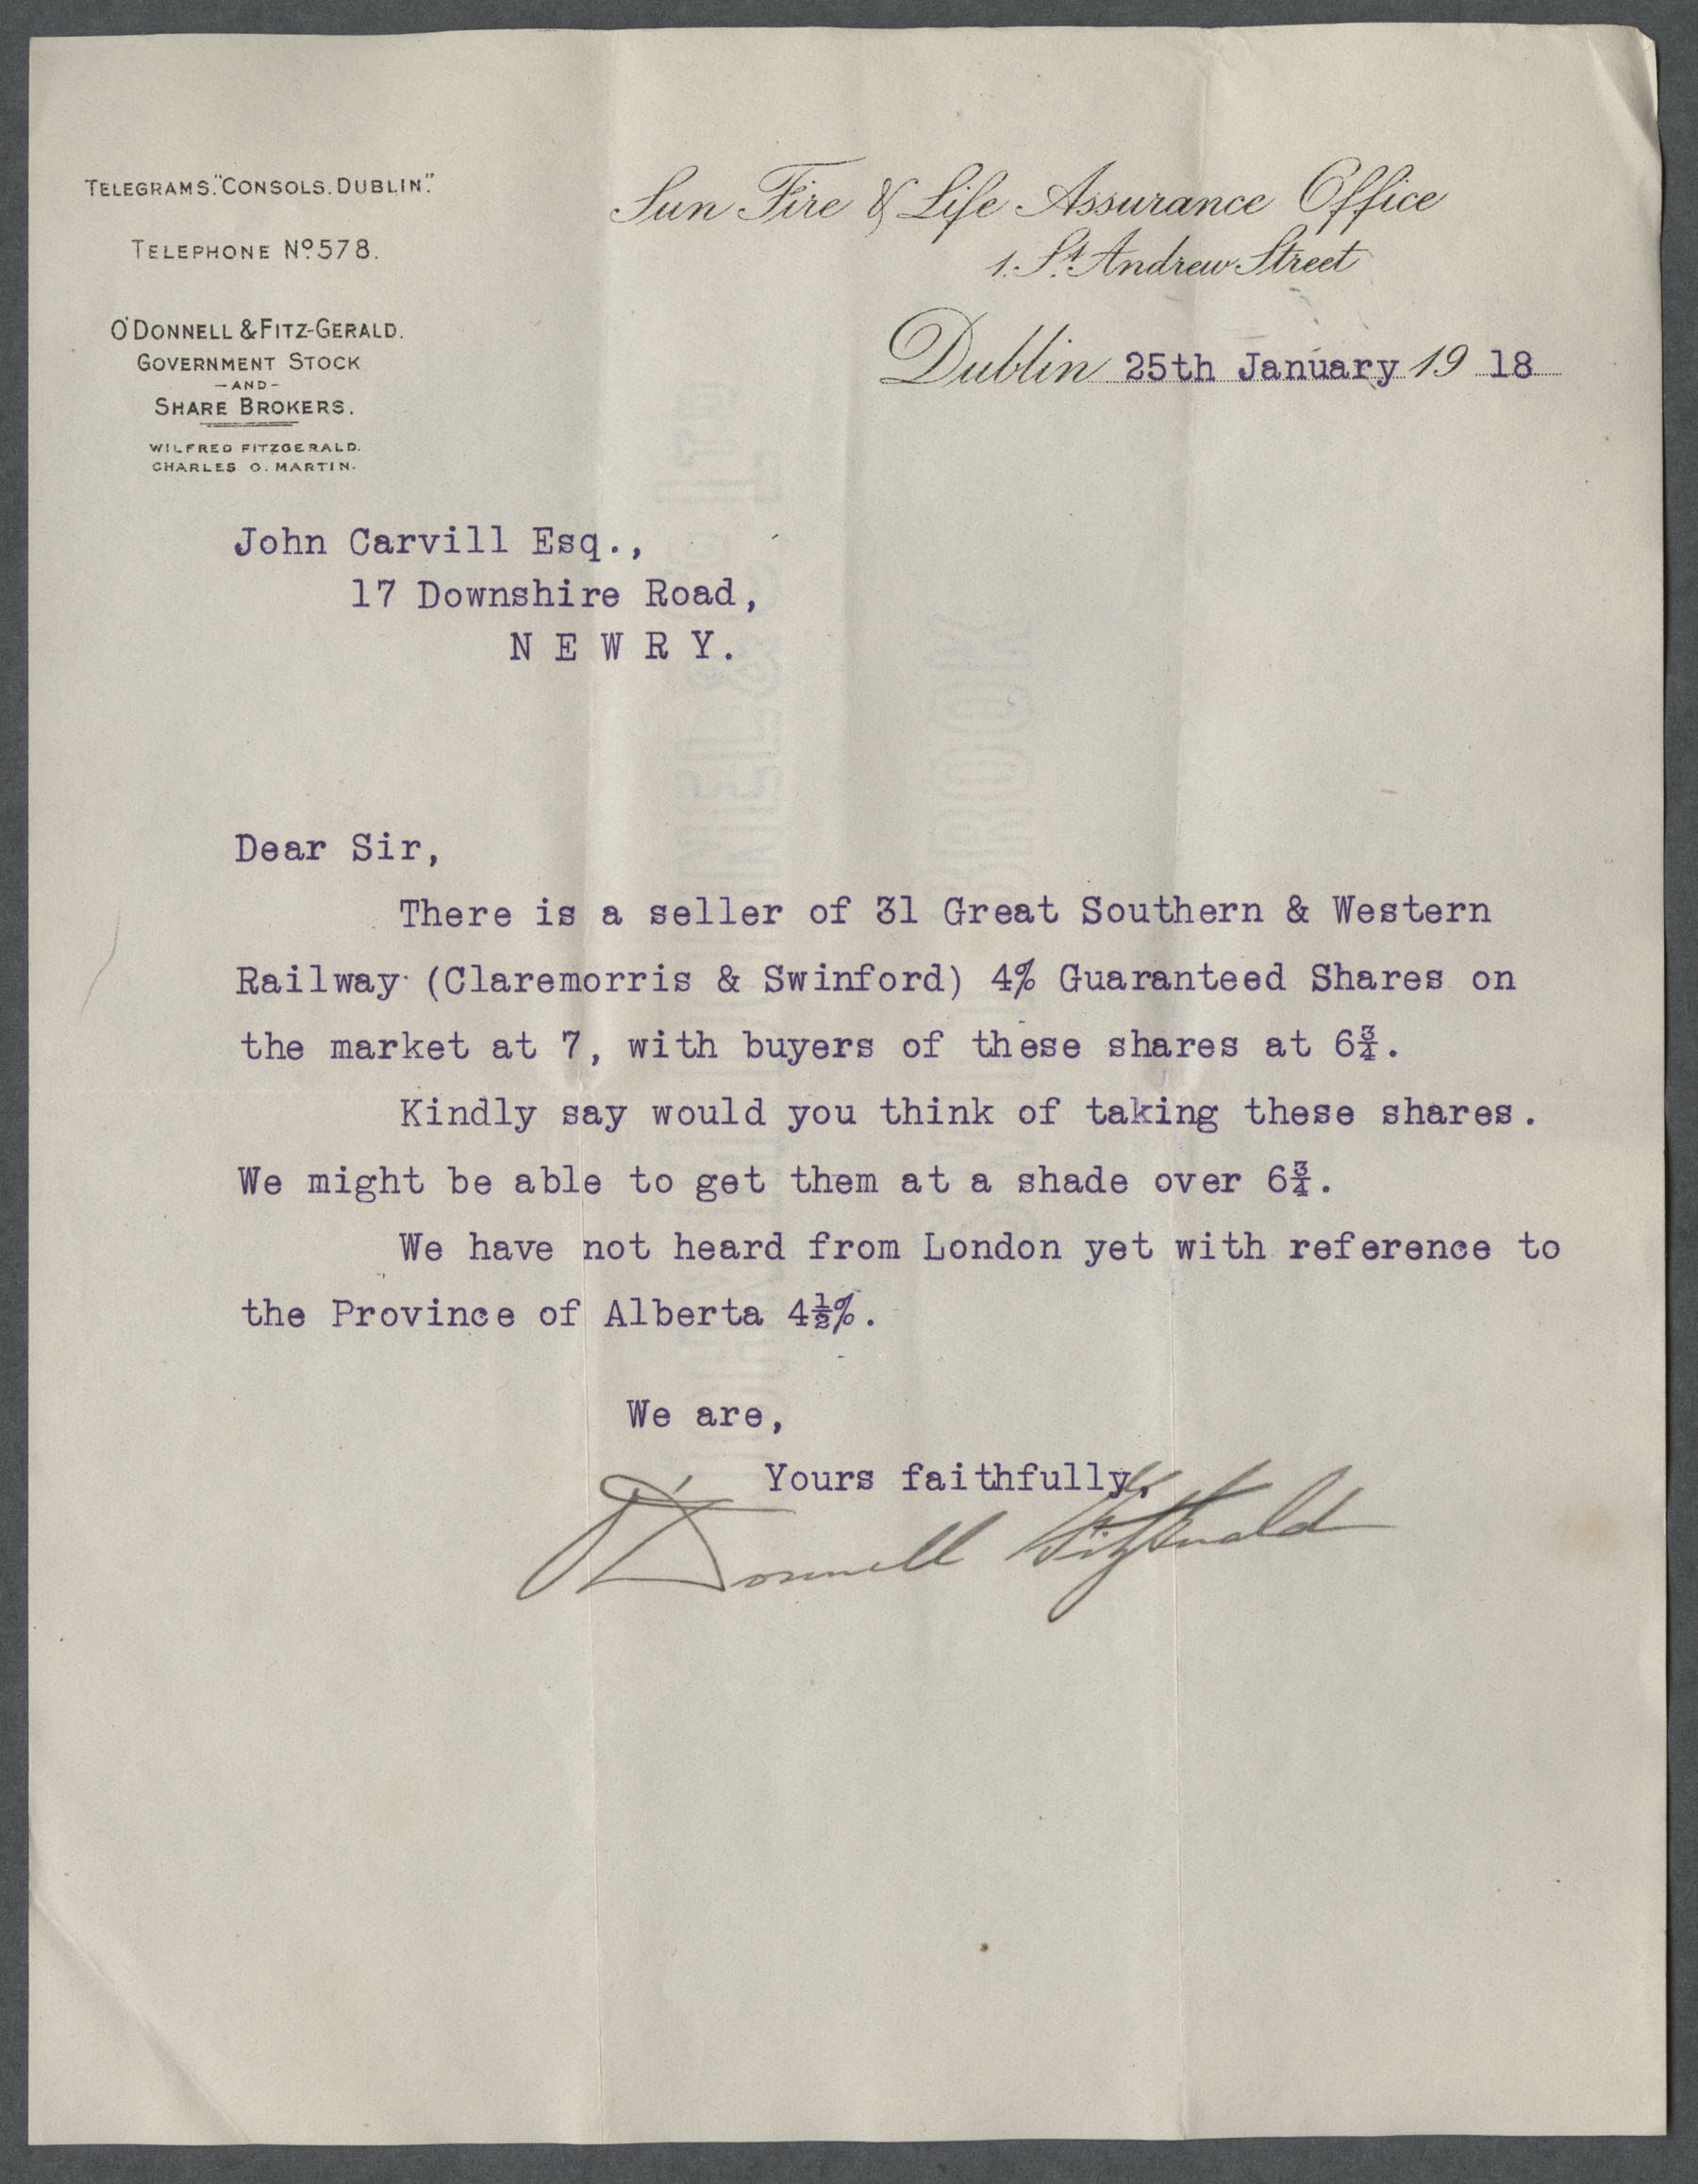 TELEGRAMS. "CONSOLS. DUBLIN."
TELEPHONE Nº 578.
O'DONNELL & FITZ-GERALD.
GOVERNMENT STOCK
-AND-
SHARE BROKERS.
WILFRED FITZGERALD.
CHARLES O. MARTIN.
Sun Fire & Life Assurance Office
1. St. Andrew Street
Dublin 25th January 19 18
John Carvill Esq.,
17 Downshire Road,
N E W R Y.
Dear Sir,
There is a seller of 31 Great Southern & Western
Railway (Claremorris & Swinford) 4% Guaranteed Shares on
the market at 7, with buyers of these shares at 6¾.
Kindly say would you think of taking these shares.
We might be able to get them at a shade over 6¾.
We have not heard from London yet with reference to
the Province of Alberta 4½%.
We are,
Yours faithfully,
O'Donnell & FitzGerald